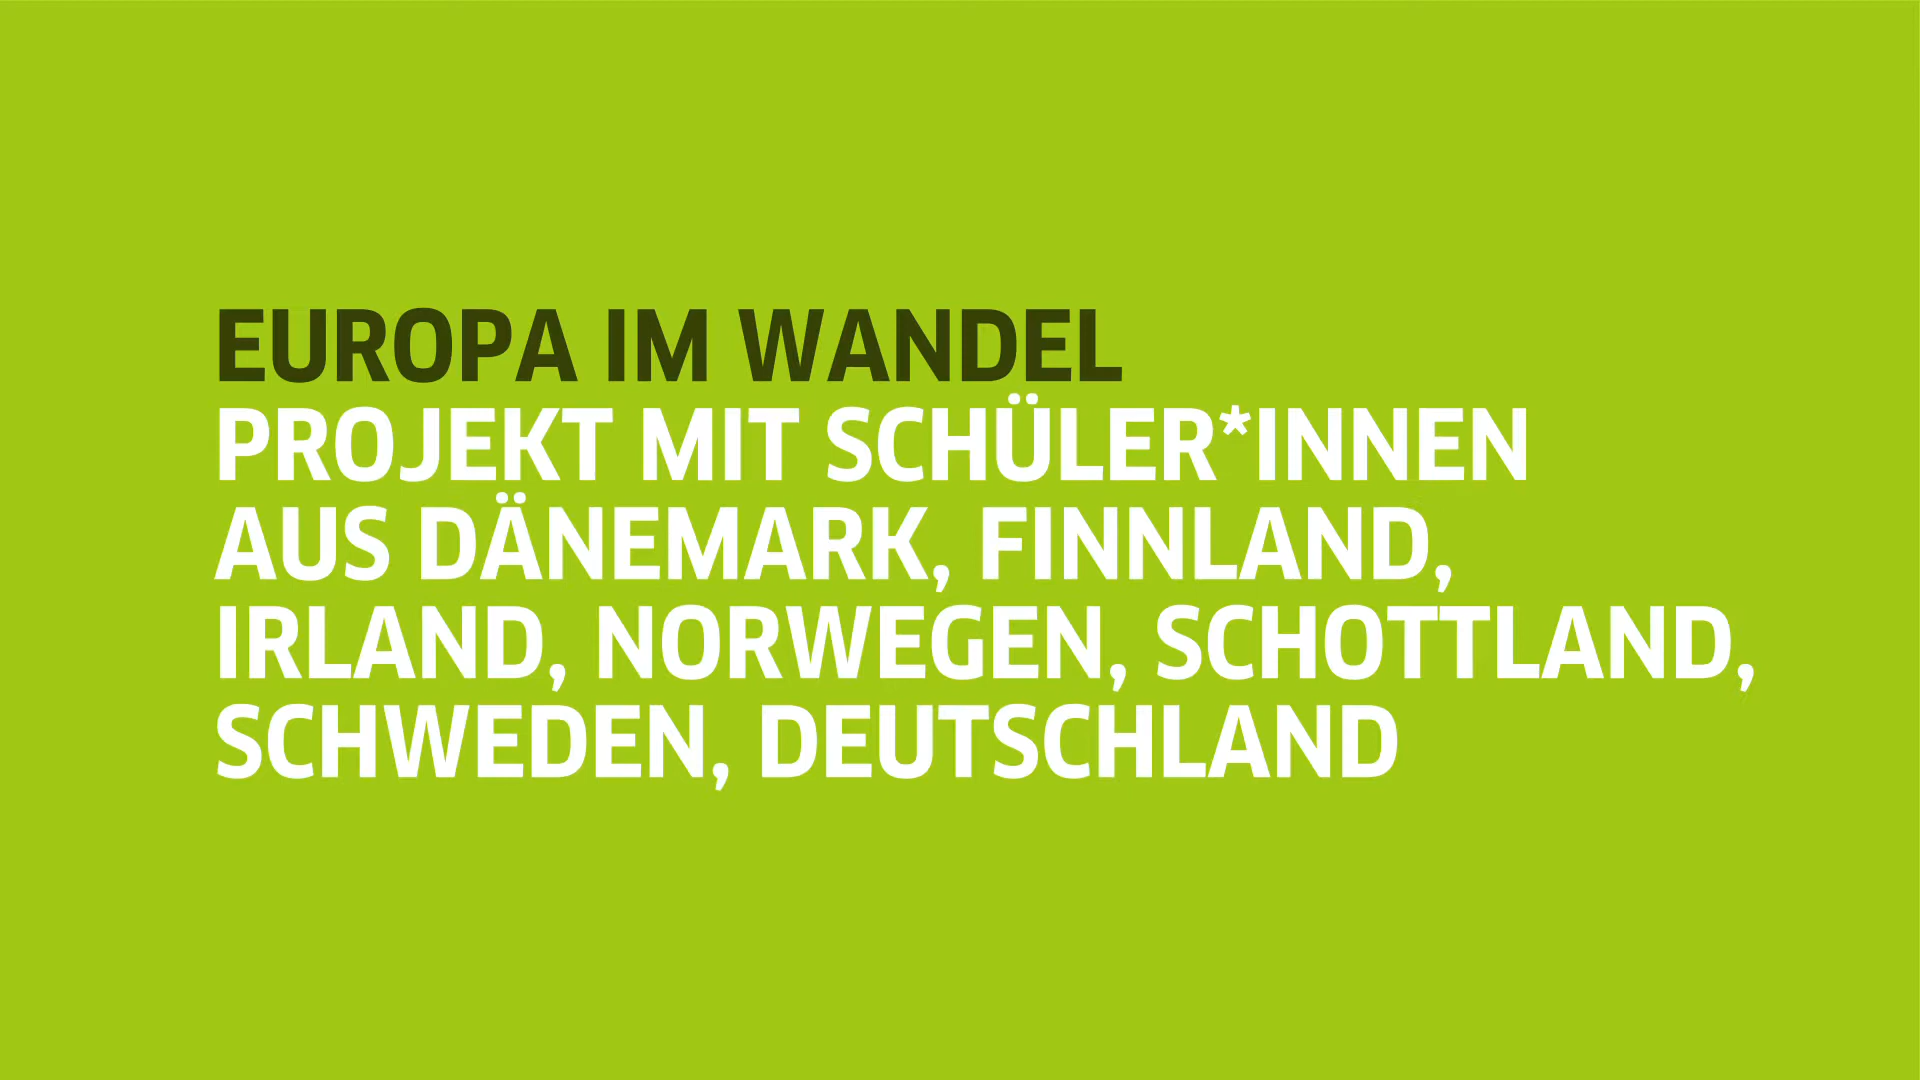 EUROPA IM WANDEL
PROJEKT MIT SCHÜLER*INNEN
AUS DÄNEMARK, FINNLAND,
IRLAND, NORWEGEN, SCHOTTLAND,
SCHWEDEN, DEUTSCHLAND